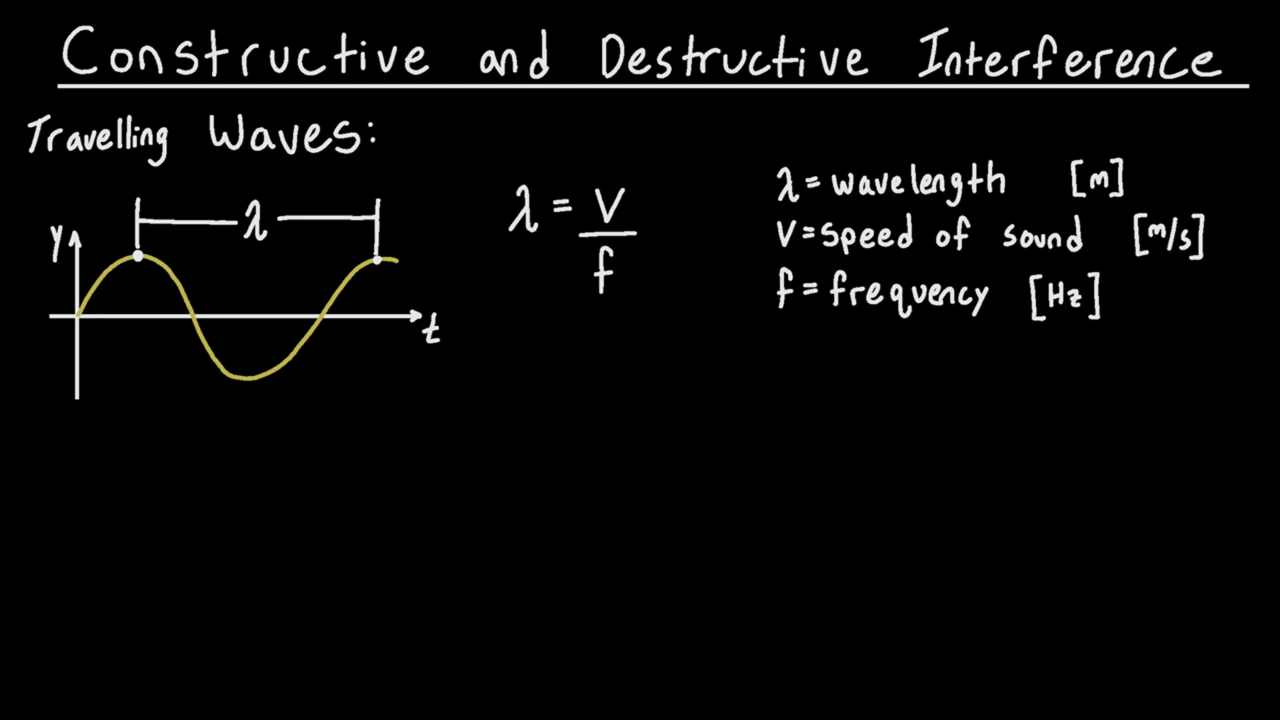 Constructive and Destructive Interference
Travelling Waves:
λ
y
t
λ = v
f
λ = wavelength [m]
v = speed of sound [m/s]
f = frequency [Hz]